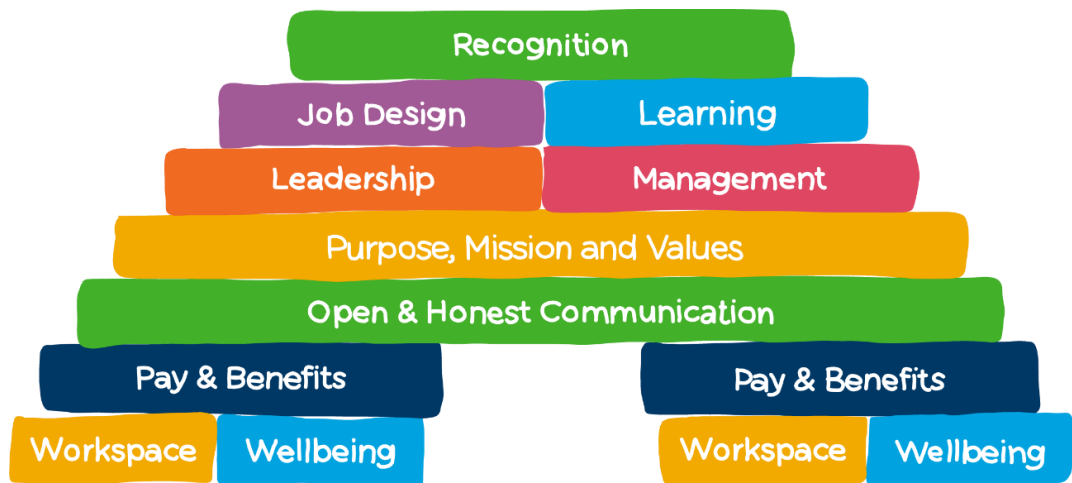 Recognition
Job Design Learning
Leadership Management
Purpose, Mission and Values
Open & Honest Communication
Pay & Benefits Pay & Benefits
Workspace Wellbeing Workspace Wellbeing